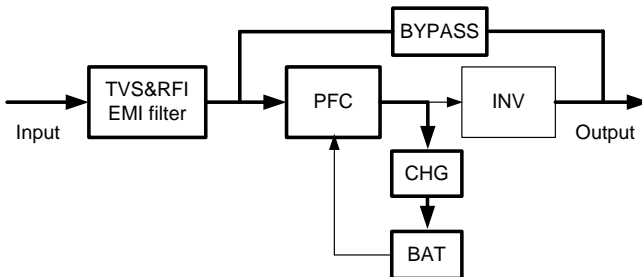 BYPASS
TVS&RFI
EMI filter
PFC
INV
Input
Output
CHG
BAT